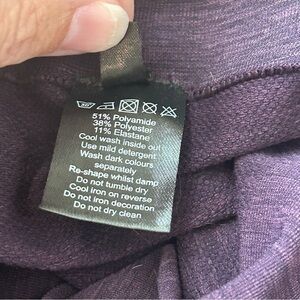 51% Polyamide
38% Polyester
11% Elastane
Cool wash inside out
Use mild detergent
Wash dark colours
separately
Re-shape whilst damp
Do not tumble dry
Cool iron on reverse
Do not iron decoration
Do not dry clean